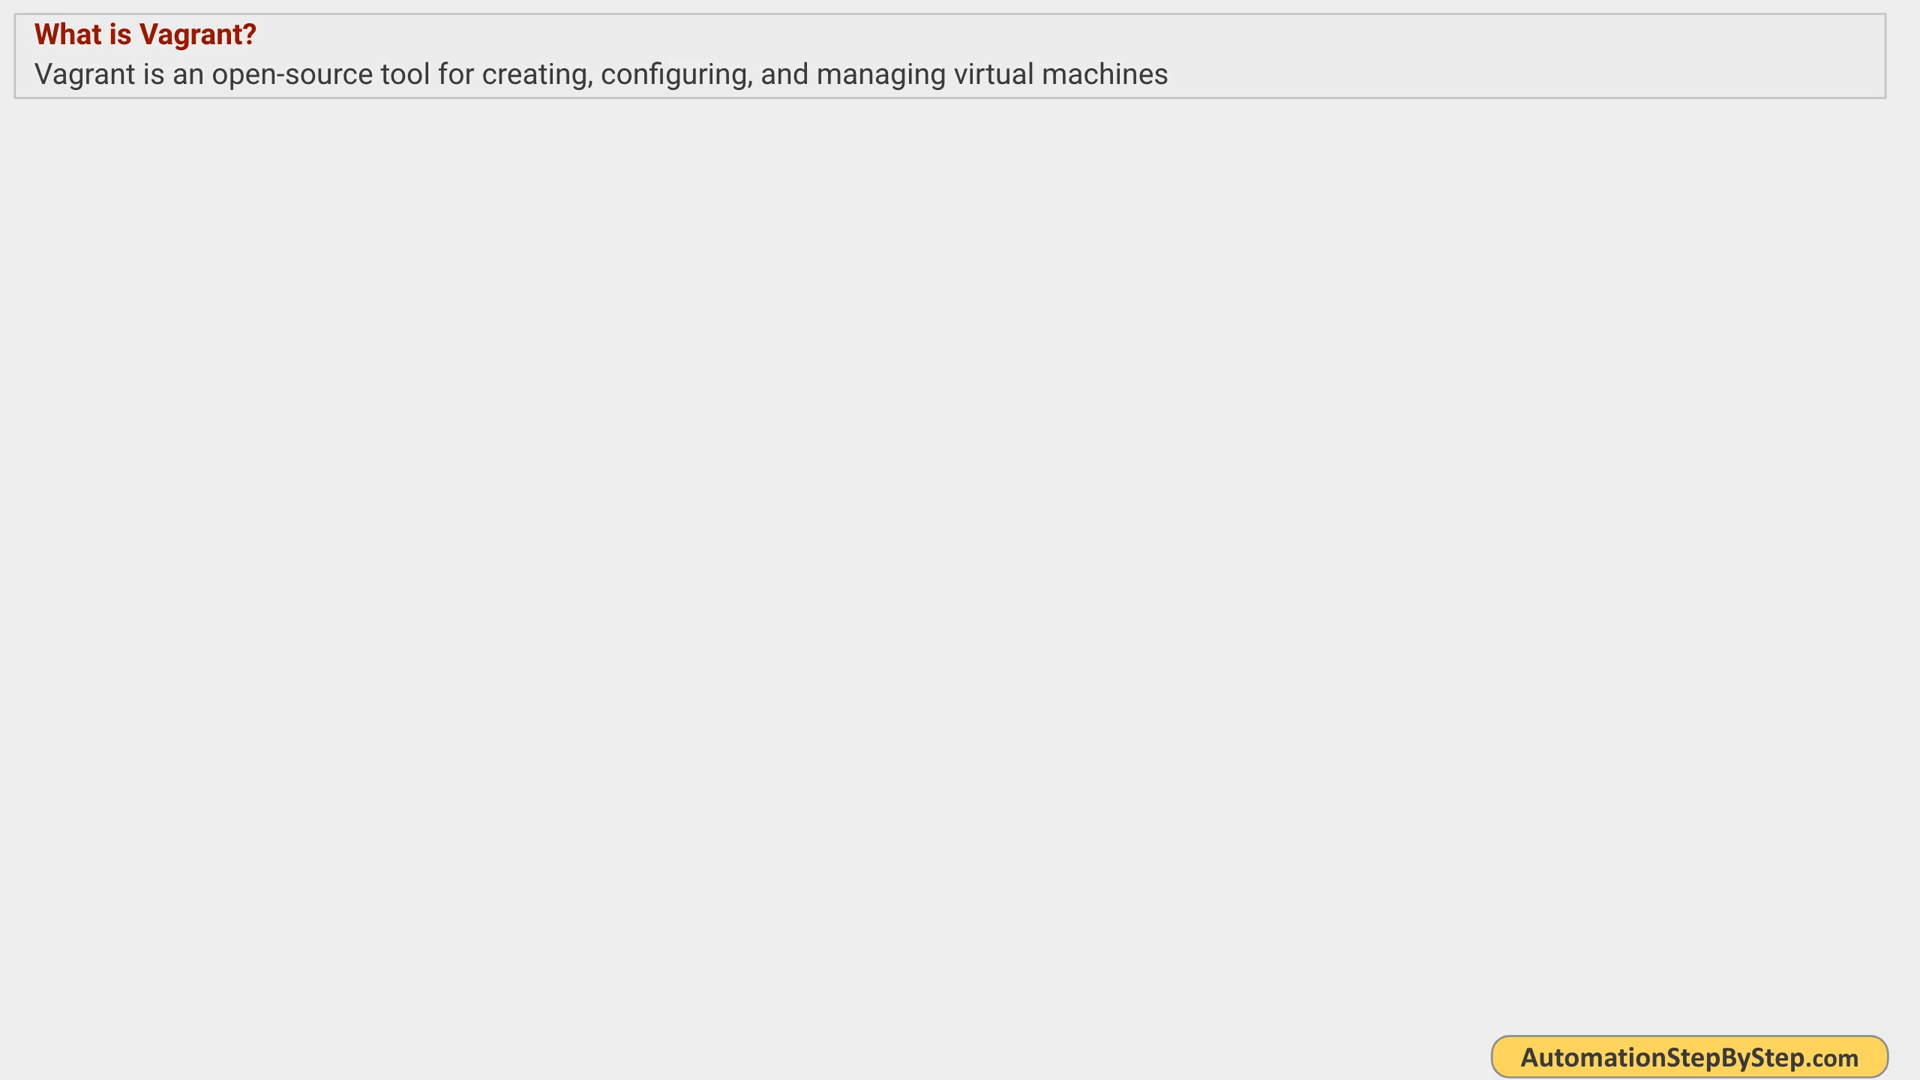 What is Vagrant?
Vagrant is an open-source tool for creating, configuring, and managing virtual machines
AutomationStepByStep.com